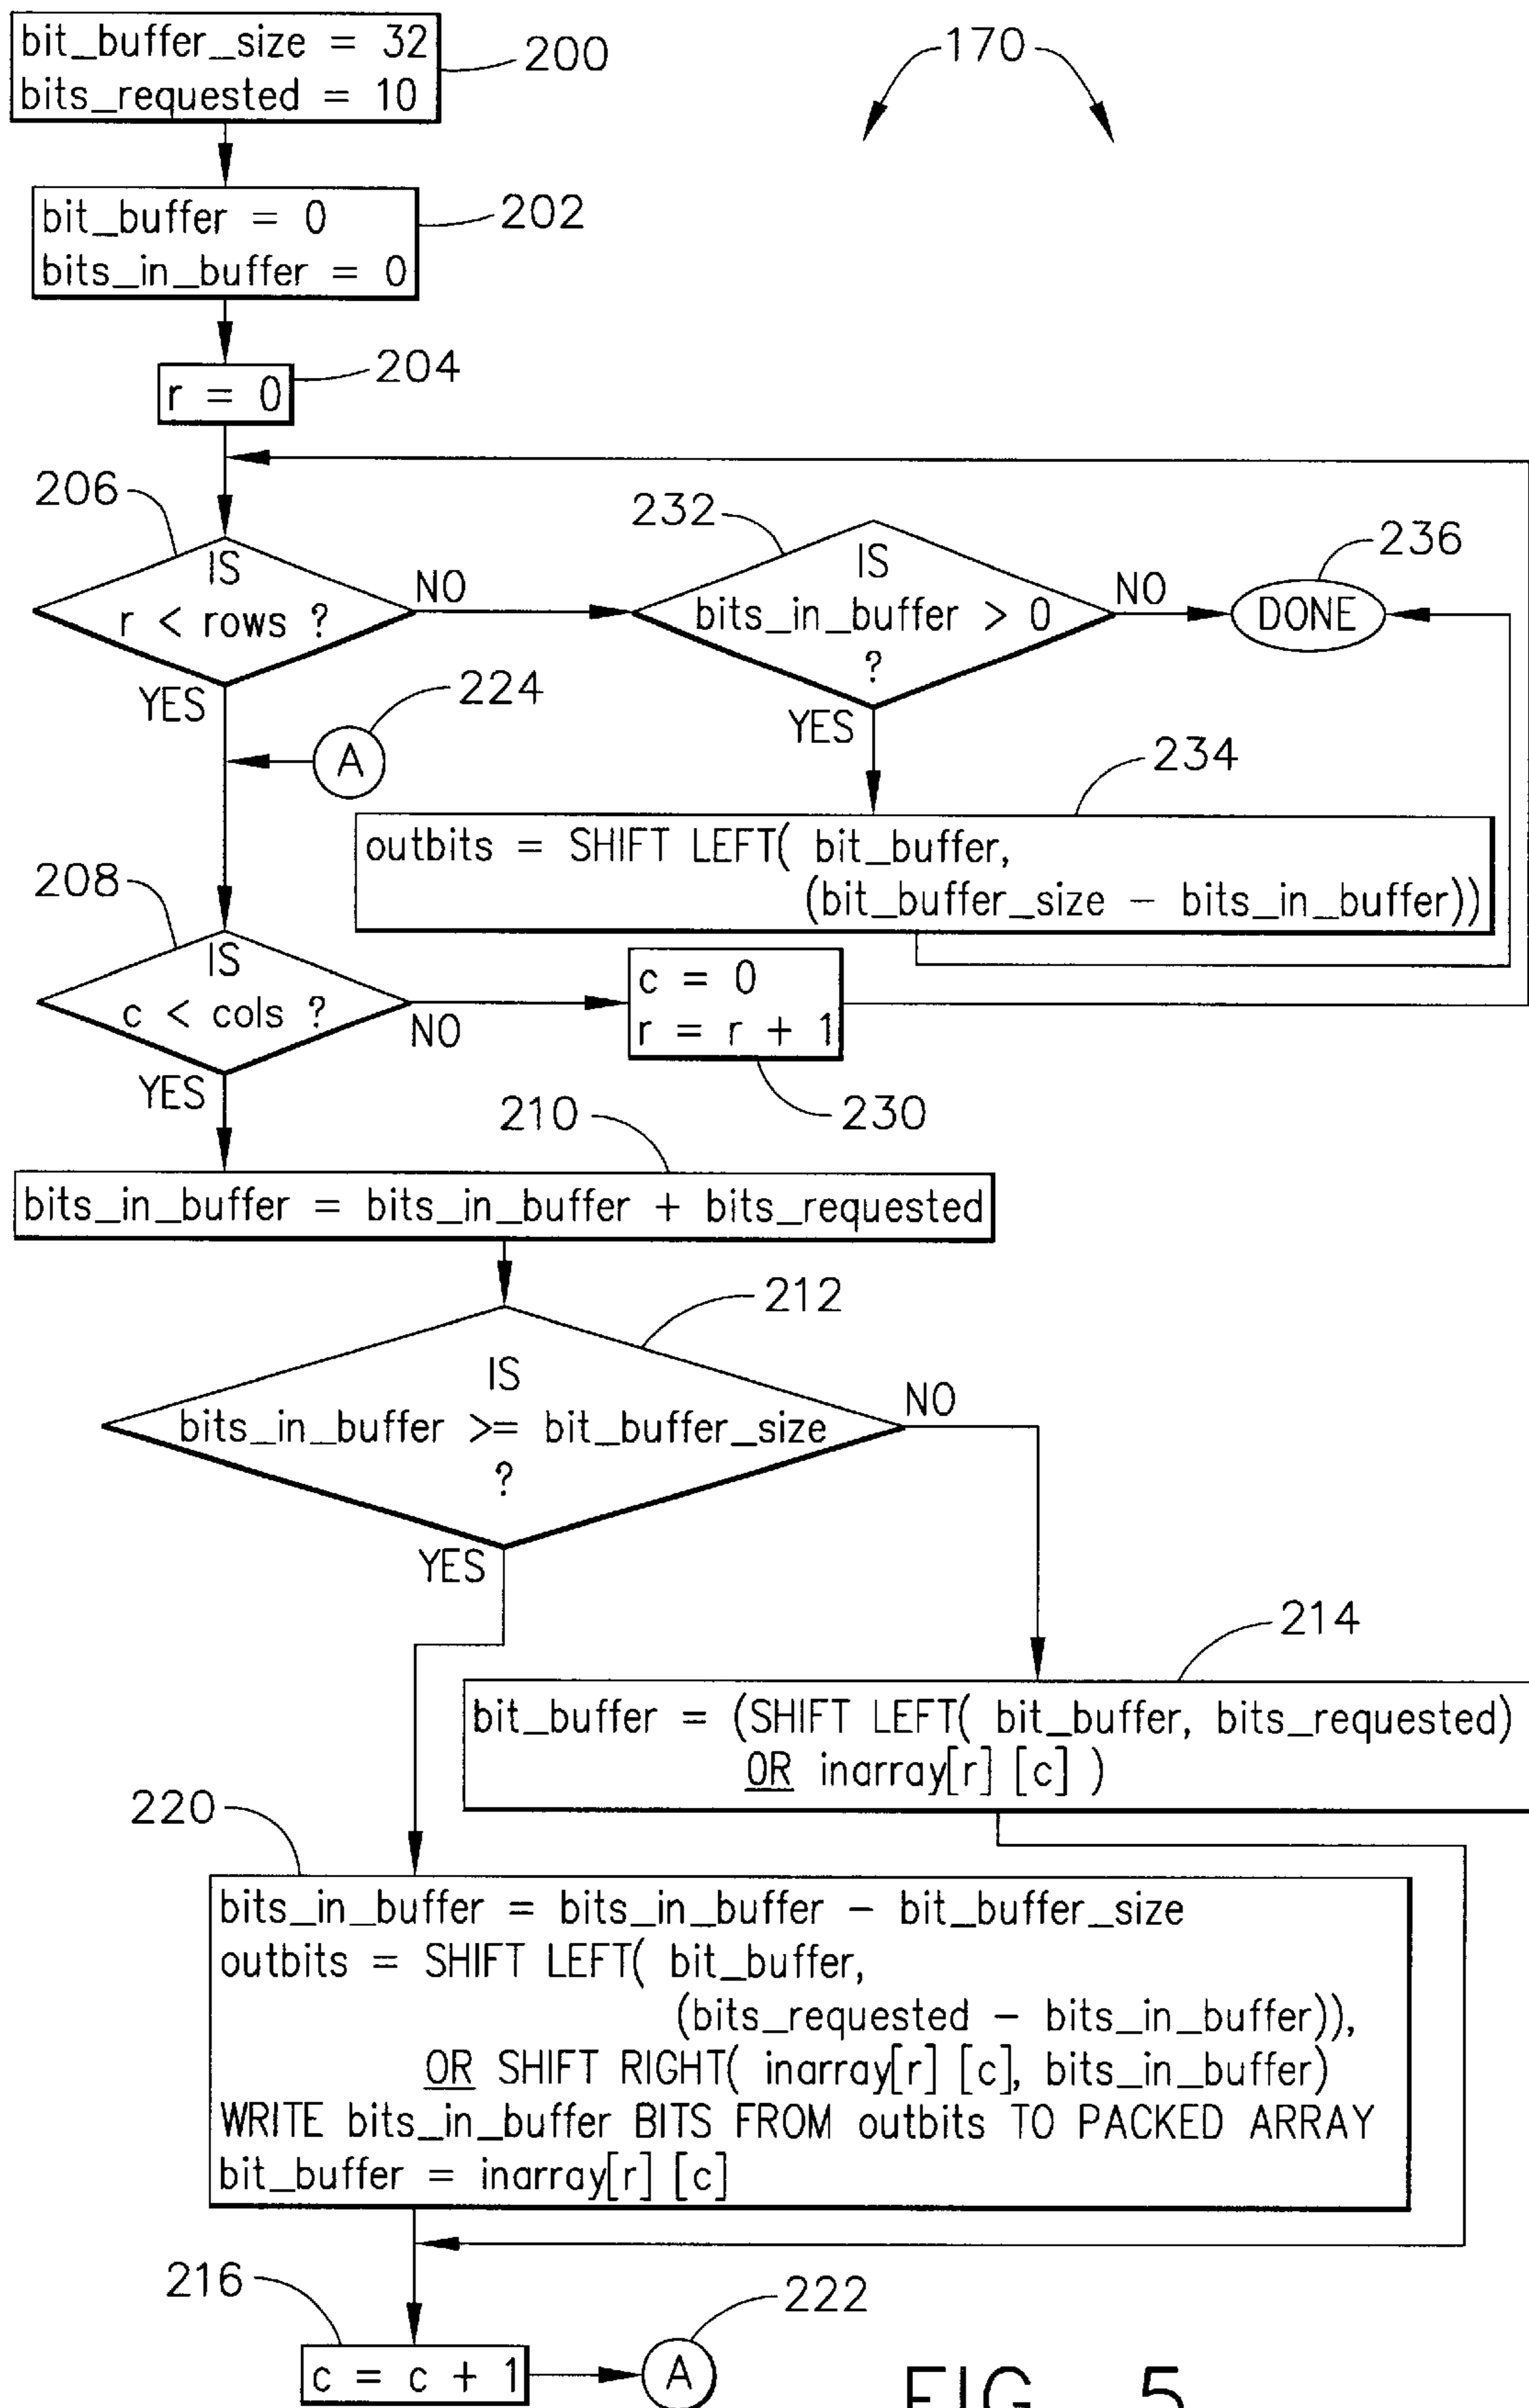 bit_buffer_size = 32
bits_requested = 10
200
170
bit_buffer = 0
bits_in_buffer = 0
202
r = 0
204
206
IS
r < rows ?
NO
YES
232
IS
bits_in_buffer > 0
?
NO
YES
236
DONE
A
224
234
outbits = SHIFT LEFT( bit_buffer,
(bit_buffer_size - bits_in_buffer))
208
IS
c < cols ?
NO
YES
c = 0
r = r + 1
230
210
bits_in_buffer = bits_in_buffer + bits_requested
212
IS
bits_in_buffer >= bit_buffer_size
?
NO
YES
214
bit_buffer = (SHIFT LEFT( bit_buffer, bits_requested)
OR inarray[r] [c] )
220
bits_in_buffer = bits_in_buffer - bit_buffer_size
outbits = SHIFT LEFT( bit_buffer,
(bits_requested - bits_in_buffer)),
OR SHIFT RIGHT( inarray[r] [c], bits_in_buffer)
WRITE bits_in_buffer BITS FROM outbits TO PACKED ARRAY
bit_buffer = inarray[r] [c]
216
c = c + 1
222
A
FIG. 5